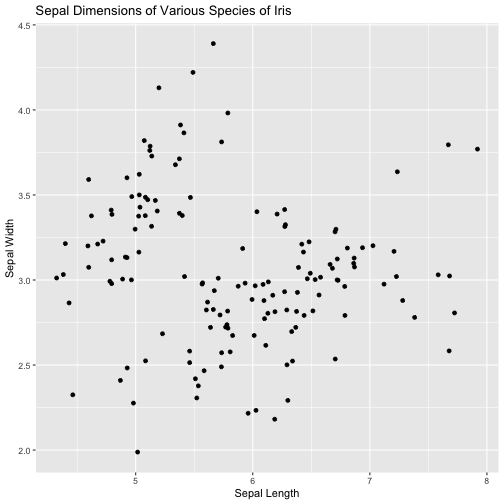 Sepal Dimensions of Various Species of Iris
4.5
4.0
3.5
3.0
2.5
2.0
Sepal Width
5 6 7 8
Sepal Length